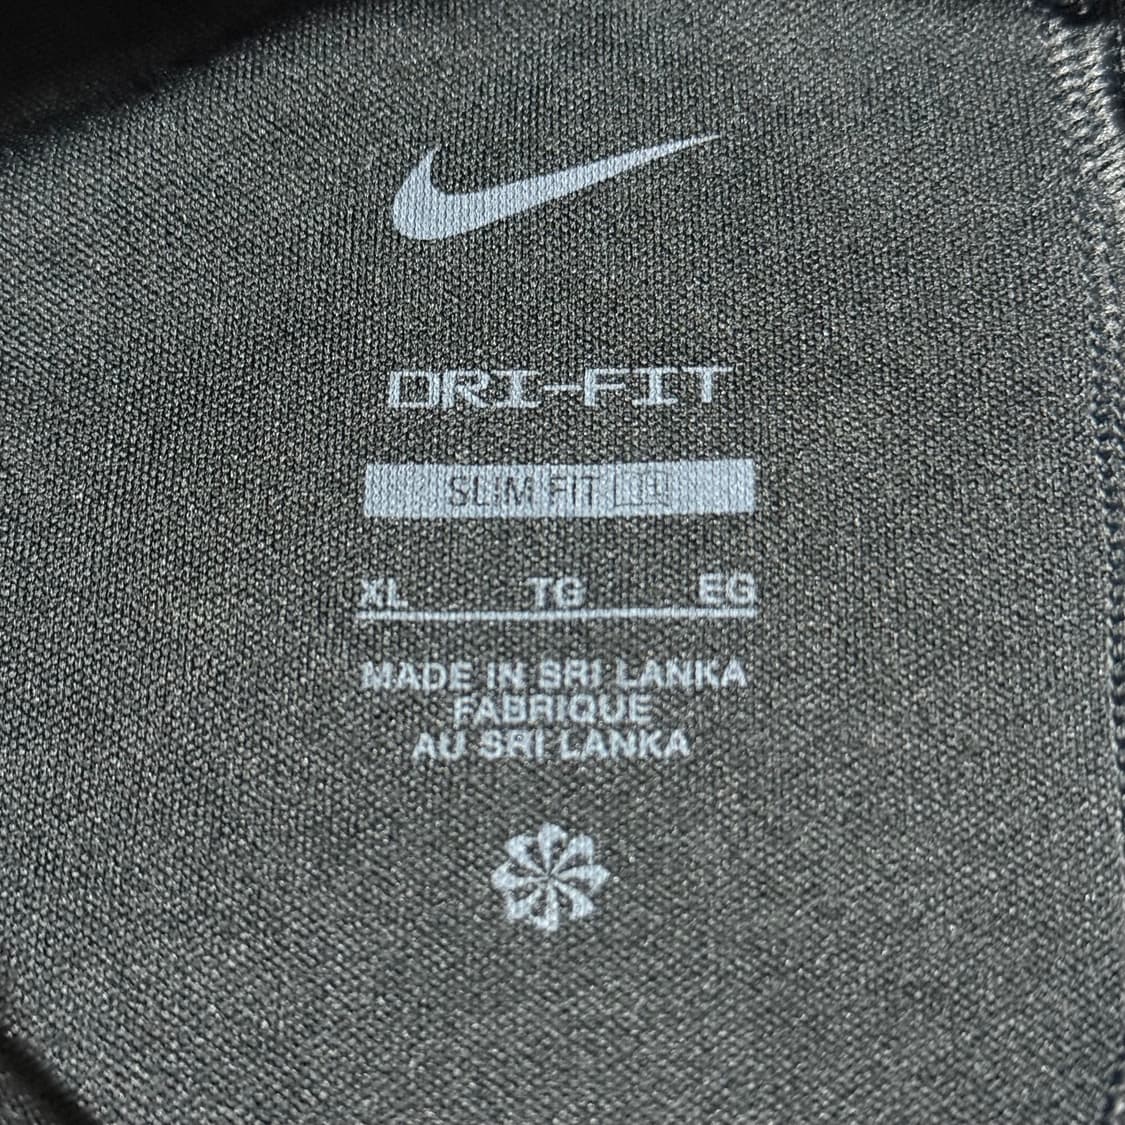 DRI-FIT
SLIM FIT
XL TG EG
MADE IN SRI LANKA
FABRIQUE
AU SRI LANKA